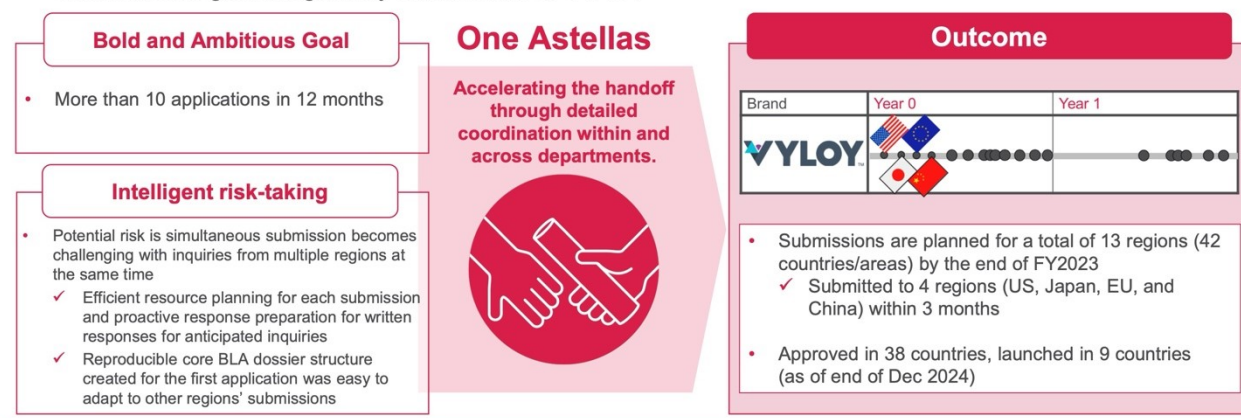 Bold and Ambitious Goal
• More than 10 applications in 12 months
Intelligent risk-taking
• Potential risk is simultaneous submission becomes
challenging with inquiries from multiple regions at
the same time
✓ Efficient resource planning for each submission
and proactive response preparation for written
responses for anticipated inquiries
✓ Reproducible core BLA dossier structure
created for the first application was easy to
adapt to other regions' submissions
One Astellas
Accelerating the handoff
through detailed
coordination within and
across departments.
Outcome
Brand Year 0 Year 1
VYLOY™
• Submissions are planned for a total of 13 regions (42
countries/areas) by the end of FY2023
✓ Submitted to 4 regions (US, Japan, EU, and
China) within 3 months
• Approved in 38 countries, launched in 9 countries
(as of end of Dec 2024)